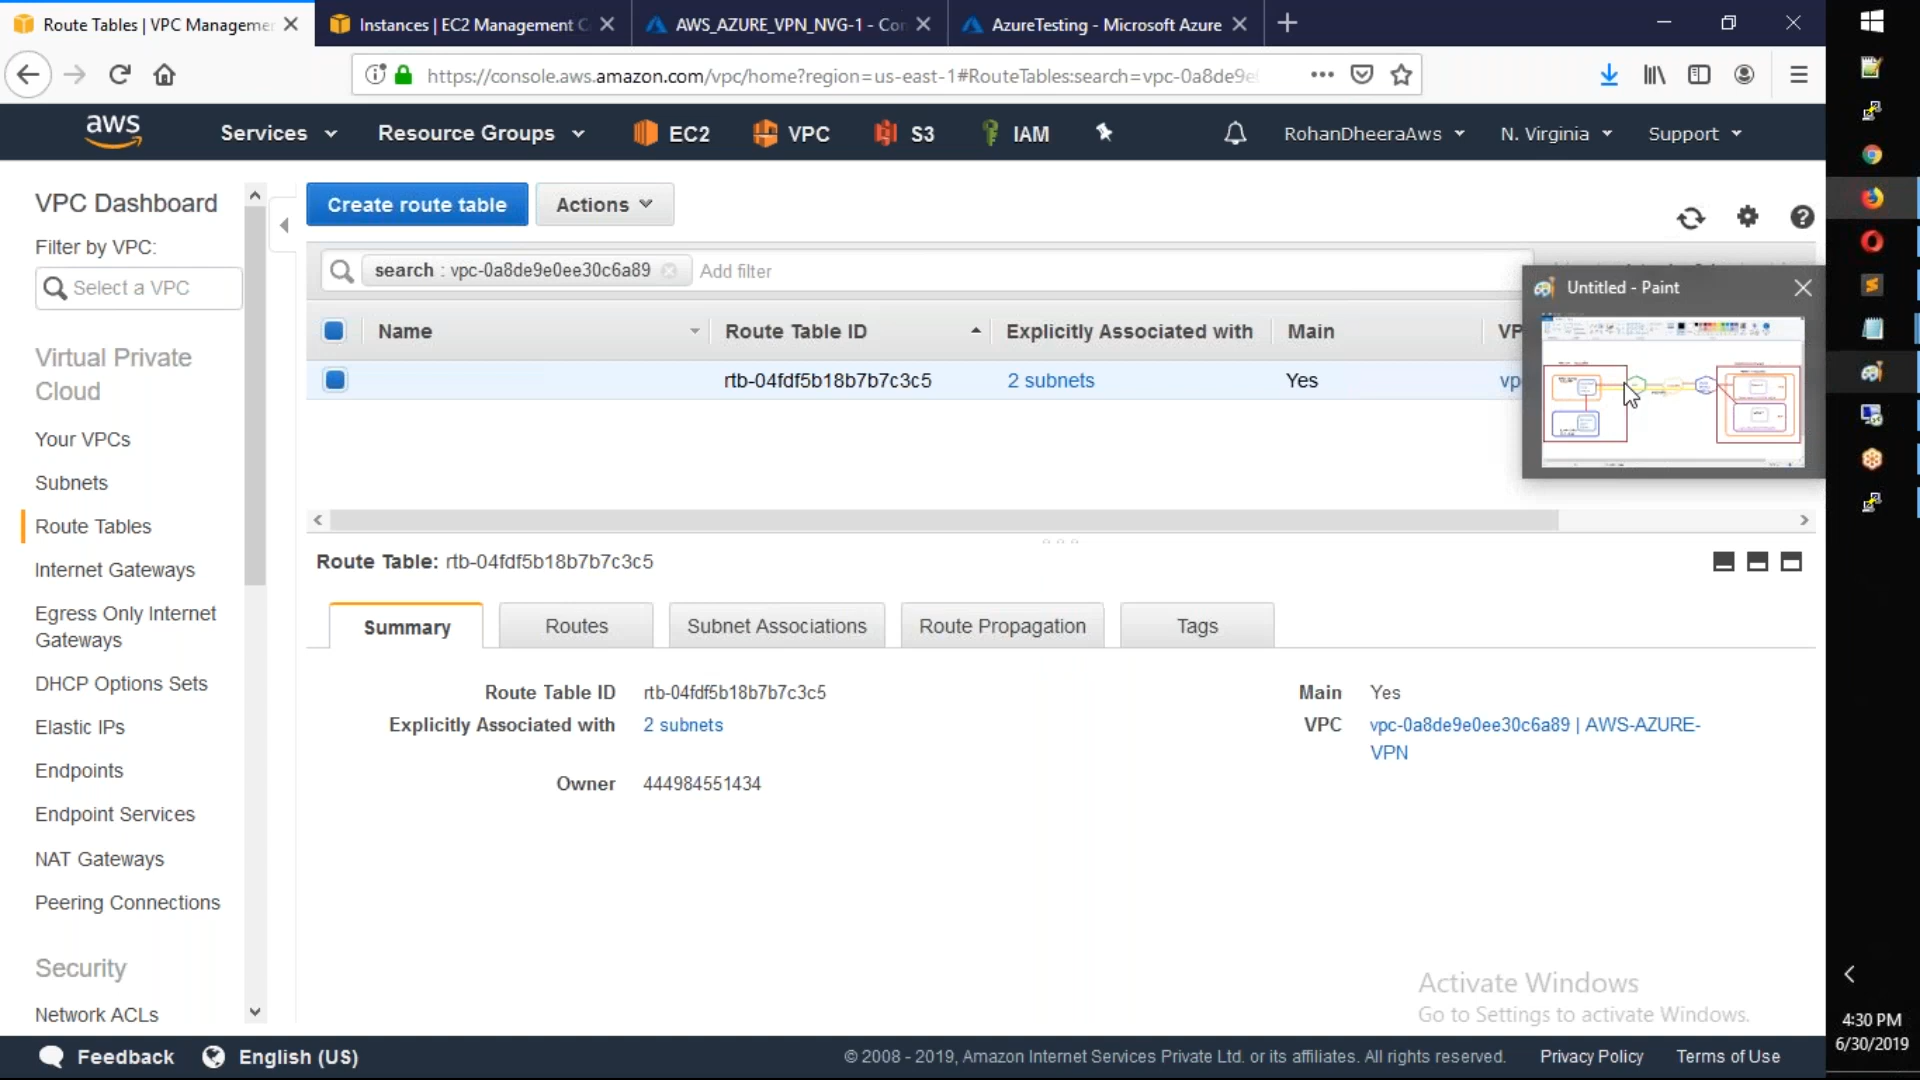 Route Tables | VPC Managemen
Instances | EC2 Management C
AWS_AZURE_VPN_NVG-1 - Con
AzureTesting - Microsoft Azure
https://console.aws.amazon.com/vpc/home?region=us-east-1#RouteTables:search=vpc-0a8de9e
aws
Services
Resource Groups
EC2
VPC
S3
IAM
RohanDheeraAws
N. Virginia
Support
VPC Dashboard
Filter by VPC:
Select a VPC
Virtual Private
Cloud
Your VPCs
Subnets
Route Tables
Internet Gateways
Egress Only Internet
Gateways
DHCP Options Sets
Elastic IPs
Endpoints
Endpoint Services
NAT Gateways
Peering Connections
Security
Network ACLs
Create route table
Actions
search : vpc-0a8de9e0ee30c6a89
Add filter
Name
Route Table ID
Explicitly Associated with
Main
VP
rtb-04fdf5b18b7b7c3c5
2 subnets
Yes
vp
Untitled - Paint
Route Table: rtb-04fdf5b18b7b7c3c5
Summary
Routes
Subnet Associations
Route Propagation
Tags
Route Table ID rtb-04fdf5b18b7b7c3c5
Explicitly Associated with 2 subnets
Owner 444984551434
Main Yes
VPC vpc-0a8de9e0ee30c6a89 | AWS-AZURE-
VPN
Activate Windows
Go to Settings to activate Windows.
Feedback
English (US)
© 2008 - 2019, Amazon Internet Services Private Ltd. or its affiliates. All rights reserved.
Privacy Policy
Terms of Use
4:30 PM
6/30/2019